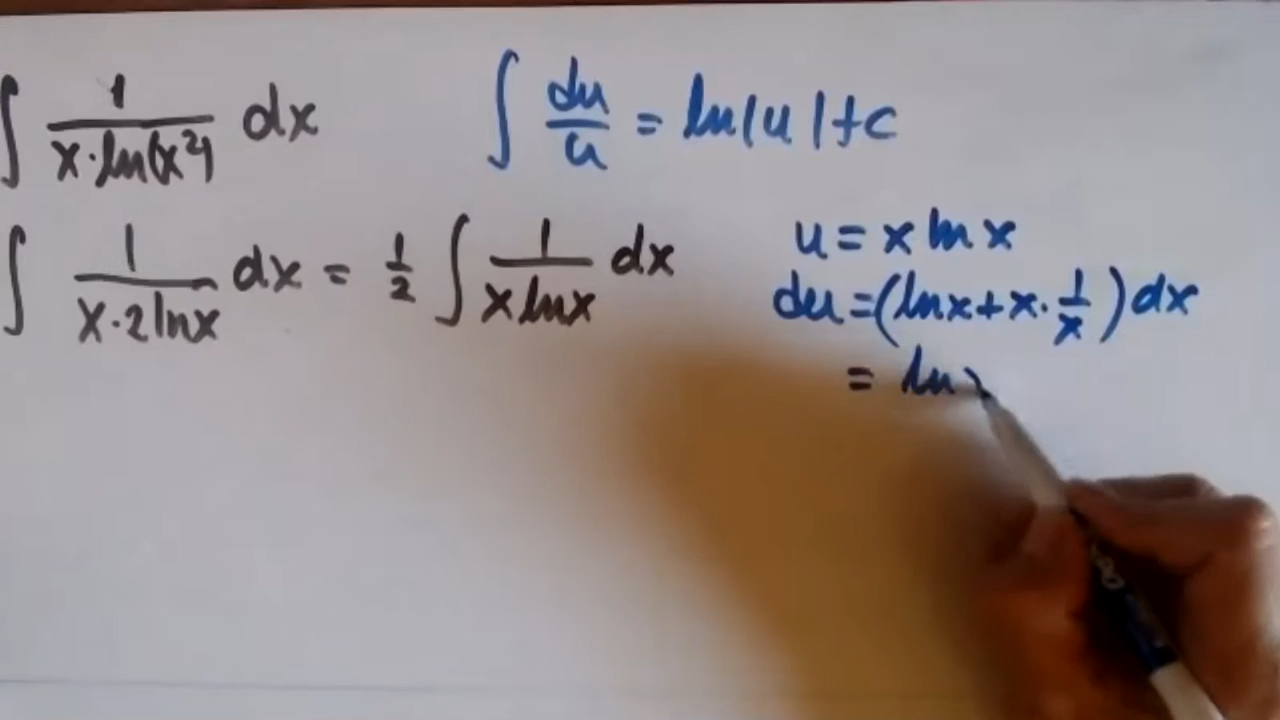 ∫ 1/(x·ln(x²)) dx
∫ du/u = ln|u|+c
∫ 1/(x·2lnx) dx = 1/2 ∫ 1/(x lnx) dx
u = x ln x
du = (lnx+x·1/x)dx
= ln x